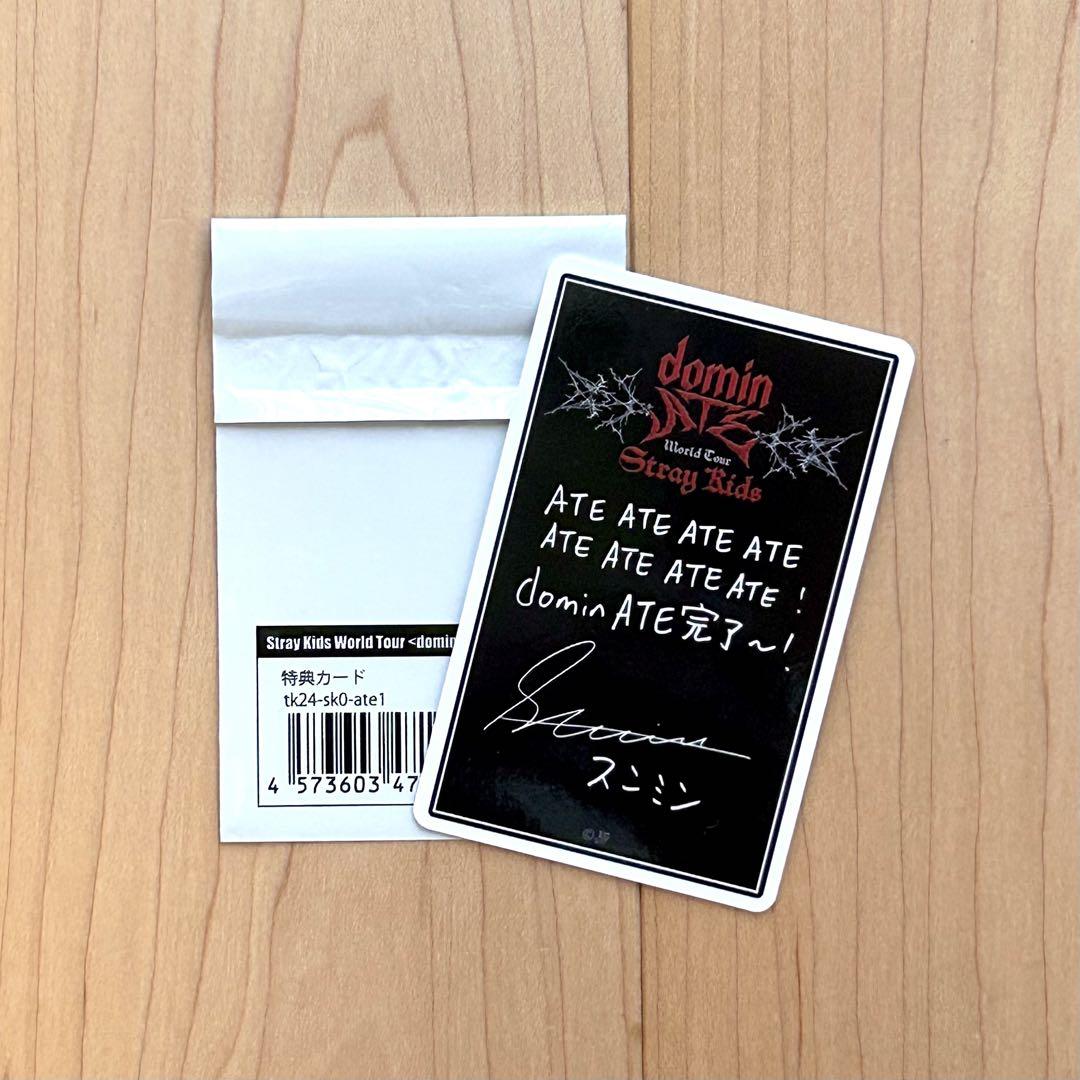 Stray Kids World Tour <domin
特典カード
tk24-sk0-ate1
4 573603 47
domin
ATE
World Tour
Stray Kids
ATE ATE ATE ATE
ATE ATE ATE ATE!
dominATE完了~!
Seungmin
スンミン
©